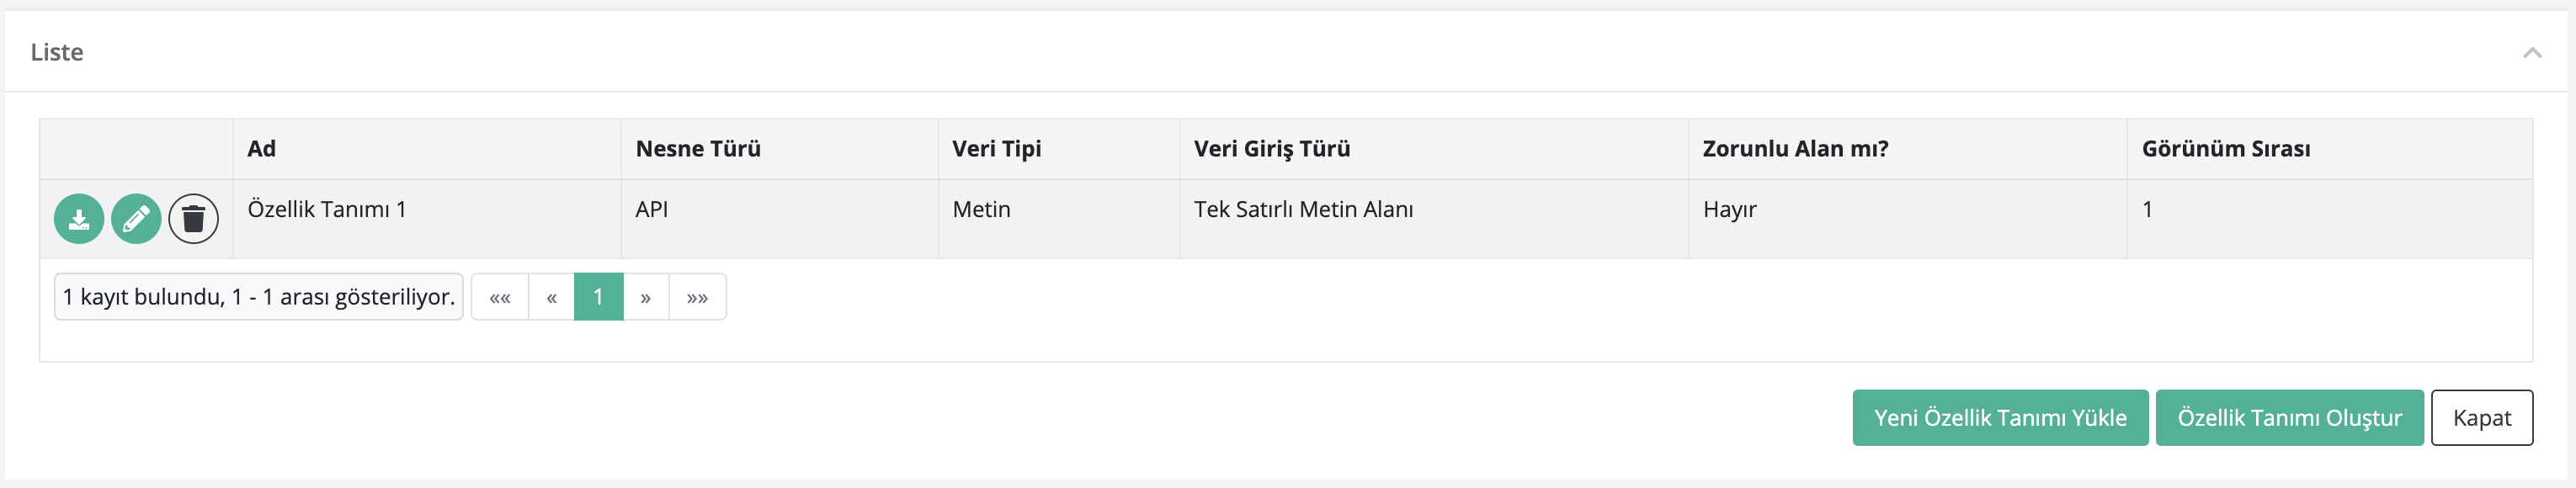 Liste
Ad Nesne Türü Veri Tipi Veri Giriş Türü Zorunlu Alan mı? Görünüm Sırası
Özellik Tanımı 1 API Metin Tek Satırlı Metin Alanı Hayır 1
1 kayıt bulundu, 1 - 1 arası gösteriliyor. «« « 1 » »»
Yeni Özellik Tanımı Yükle Özellik Tanımı Oluştur Kapat